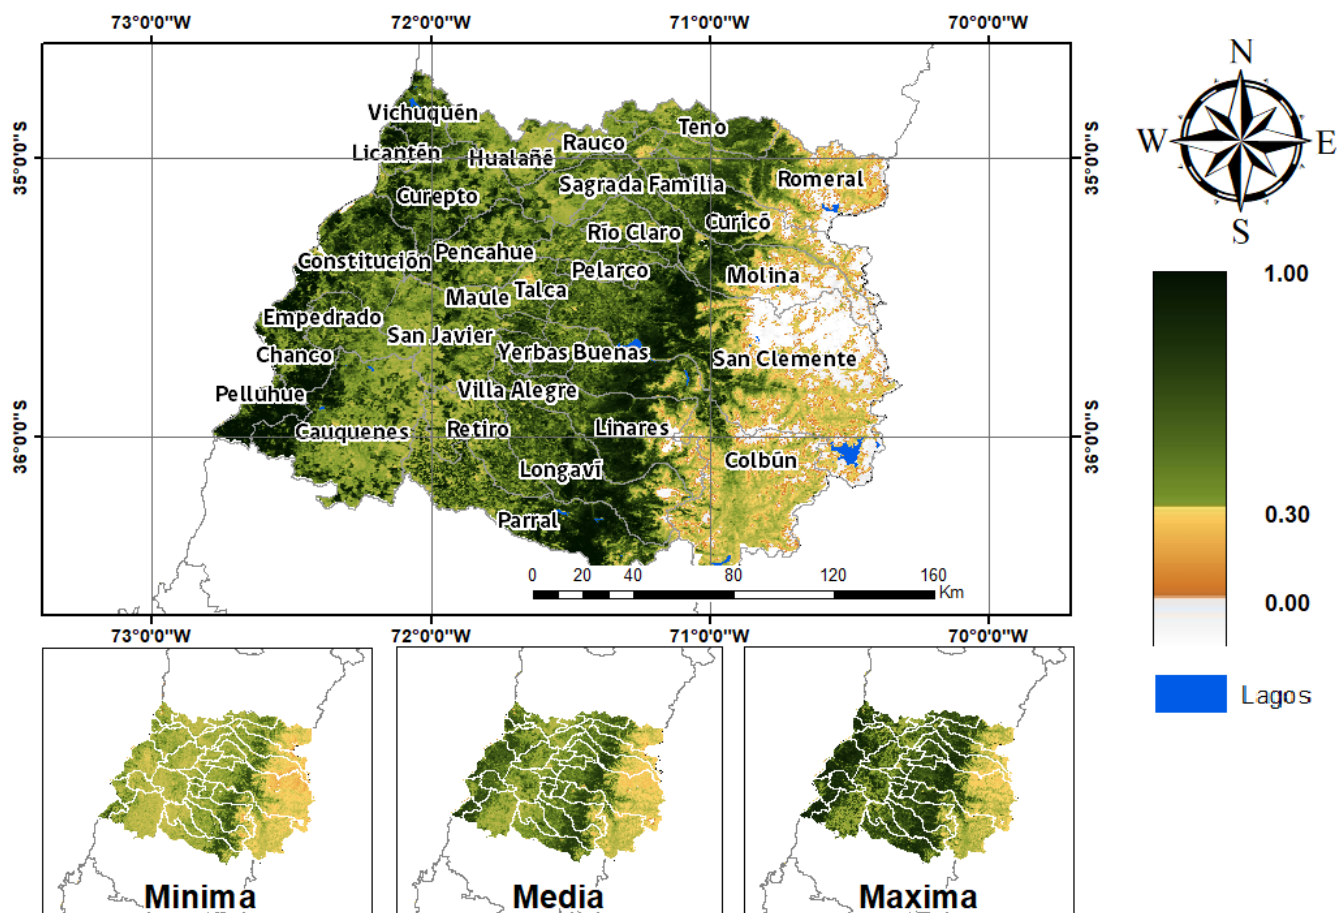 73°0'0"W 72°0'0"W 71°0'0"W 70°0'0"W
N
W E
S
35°0'0"S
35°0'0"S
36°0'0"S
36°0'0"S
Vichuquén
Teno
Rauco
Licantén
Hualañé
Romeral
Sagrada Familia
Curepto
Curicó
Río Claro
Pencahue
Constitución
Pelarco
Molina
Talca
Maule
Empedrado
San Javier
Yerbas Buenas
Chanco
San Clemente
Villa Alegre
Pelluhue
Cauquenes
Retiro
Linares
Colbún
Longaví
Parral
0 20 40 80 120 160
Km
73°0'0"W 72°0'0"W 71°0'0"W 70°0'0"W
1.00
0.30
0.00
Lagos
Minima
Media
Maxima